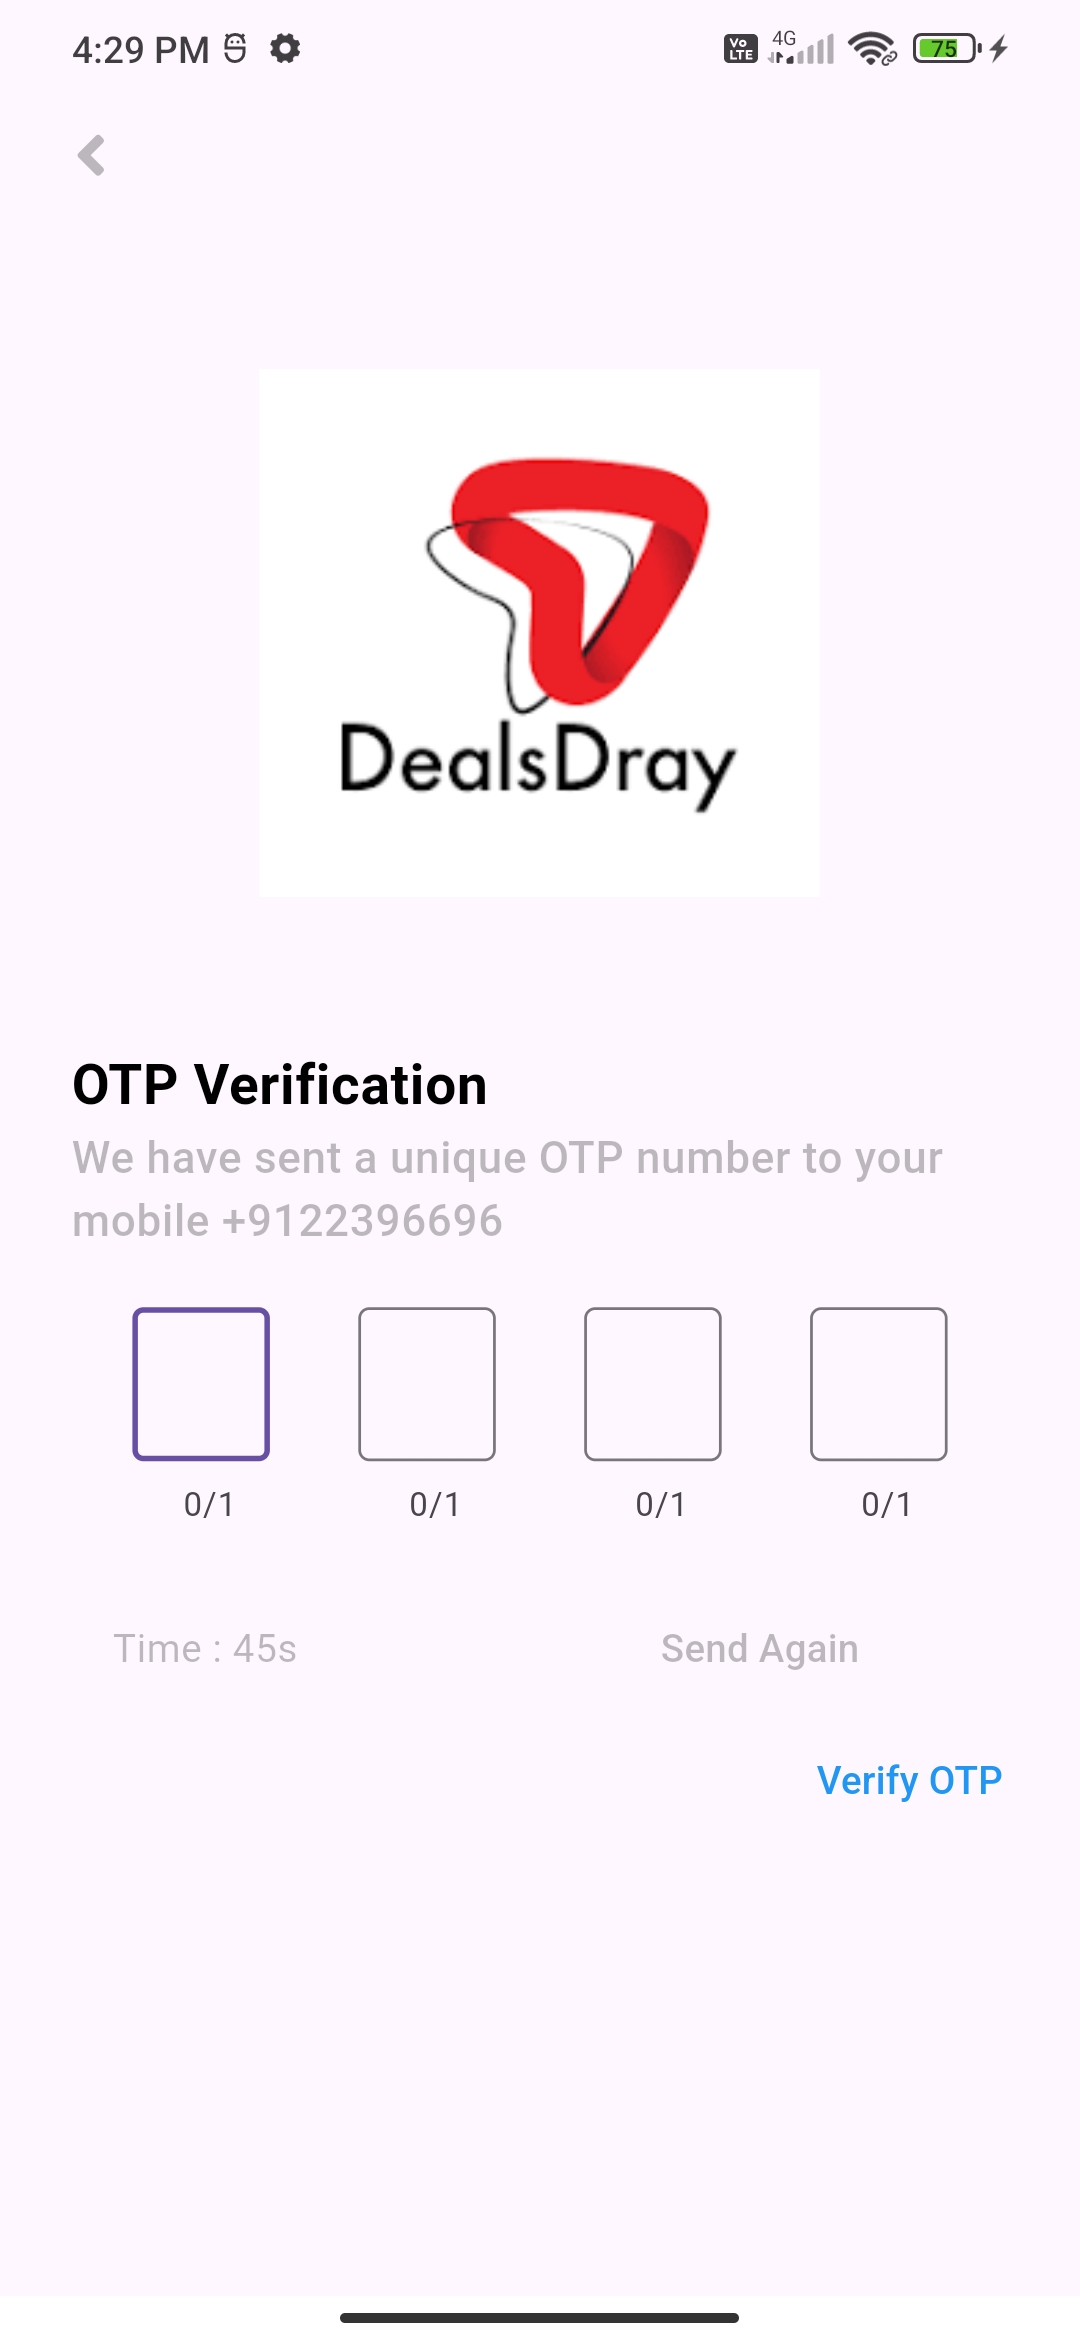 4:29 PM
Vo LTE 4G 75
DealsDray
OTP Verification
We have sent a unique OTP number to your
mobile +9122396696
0/1 0/1 0/1 0/1
Time : 45s Send Again
Verify OTP